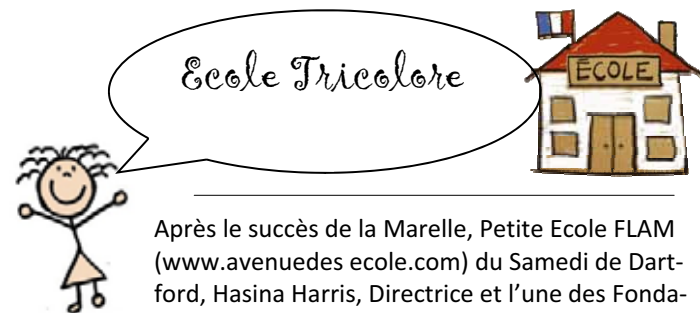 Ecole Tricolore
ÉCOLE
Après le succès de la Marelle, Petite Ecole FLAM
(www.avenuedes ecole.com) du Samedi de Dart-
ford, Hasina Harris, Directrice et l’une des Fonda-